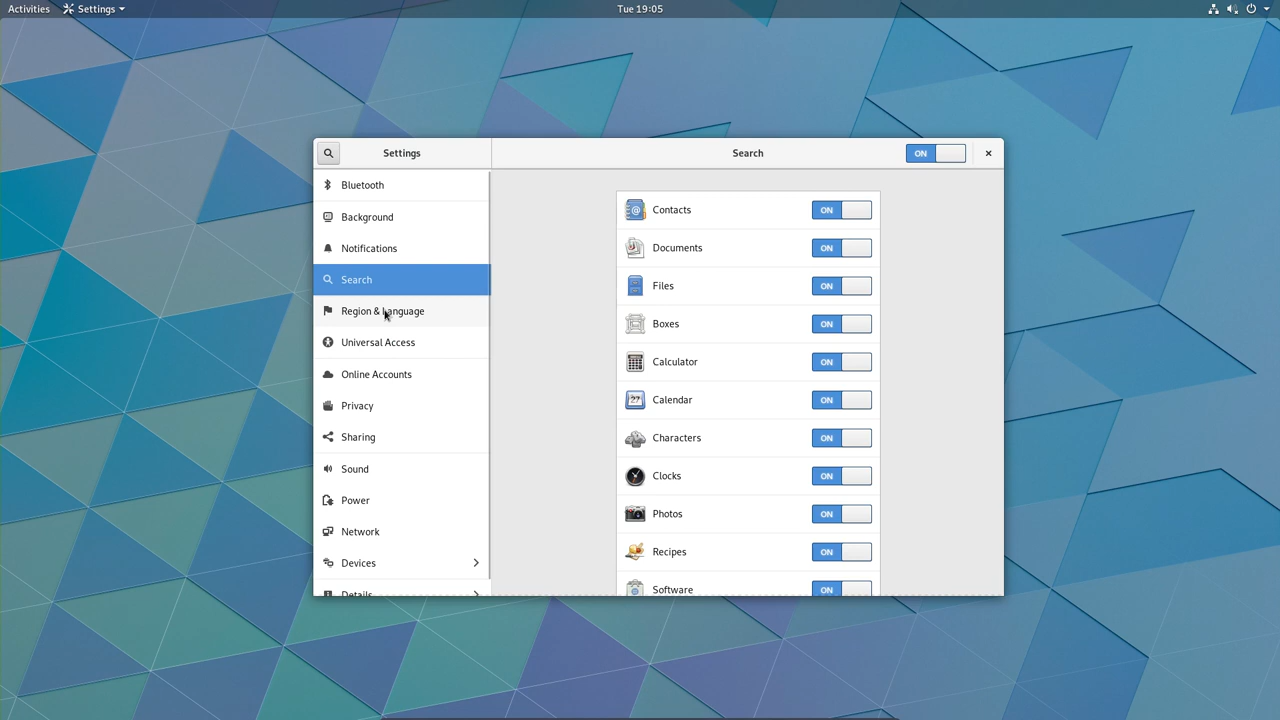 Activities
Settings
Tue 19:05
Settings
Search
ON
Bluetooth
Background
Notifications
Search
Region & Language
Universal Access
Online Accounts
Privacy
Sharing
Sound
Power
Network
Devices
Details
Contacts ON
Documents ON
Files ON
Boxes ON
Calculator ON
Calendar ON
Characters ON
Clocks ON
Photos ON
Recipes ON
Software ON